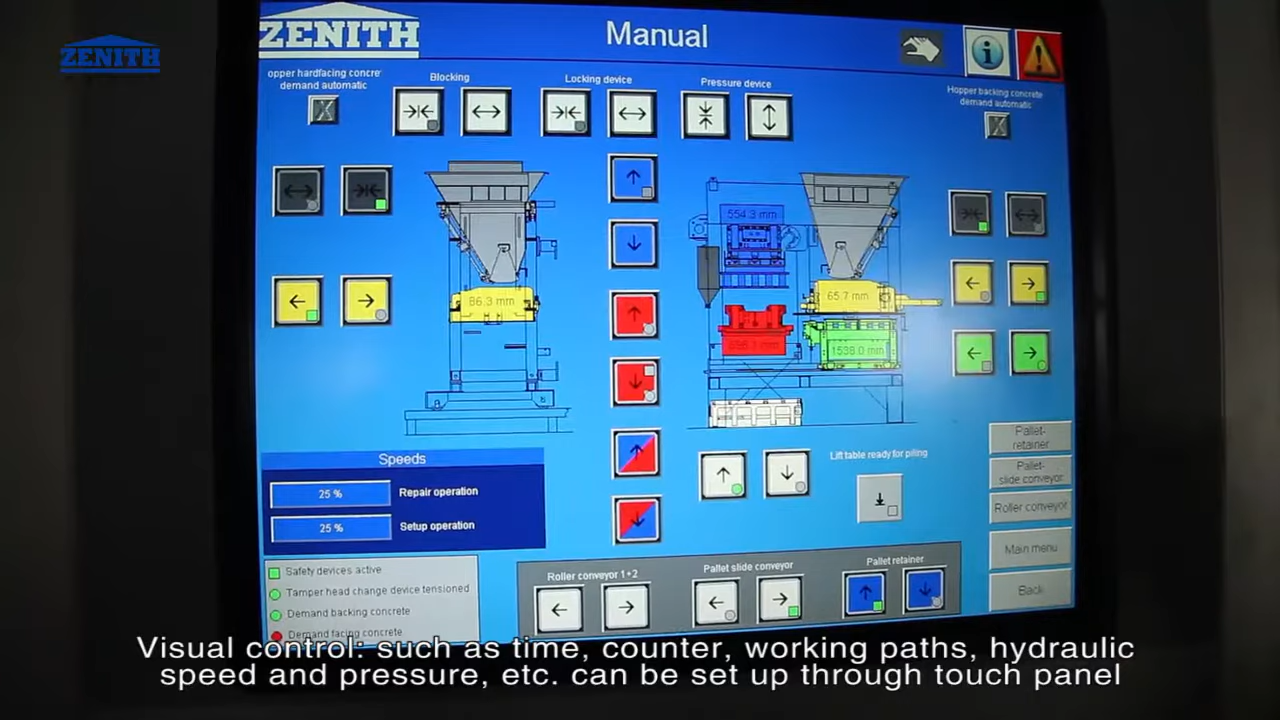 ZENITH
ZENITH
Manual
opper hardfacing concre
demand automatic
Blocking
Locking device
Pressure device
Hopper backing concrete
demand automatic
554.3 mm
86.3 mm
65.7 mm
1538.0 mm
Speeds
25 %
Repair operation
25 %
Setup operation
Lift table ready for piling
Pallet-
retainer
Pallet-
slide conveyor
Roller conveyor
Main menu
Back
Safety devices active
Tamper head change device tensioned
Demand backing concrete
Demand facing concrete
Roller conveyor 1+2
Pallet slide conveyor
Pallet retainer
Visual control: such as time, counter, working paths, hydraulic
speed and pressure, etc. can be set up through touch panel